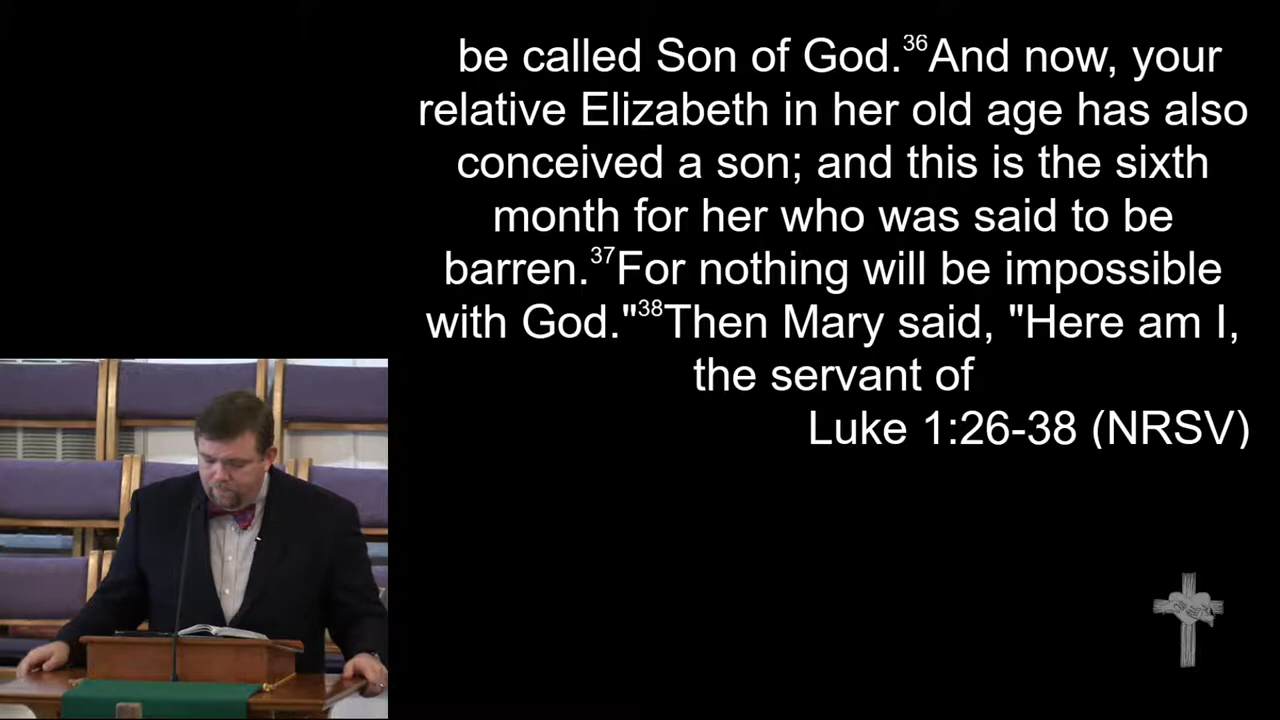 be called Son of God.36And now, your
relative Elizabeth in her old age has also
conceived a son; and this is the sixth
month for her who was said to be
barren.37For nothing will be impossible
with God."38Then Mary said, "Here am I,
the servant of
Luke 1:26-38 (NRSV)